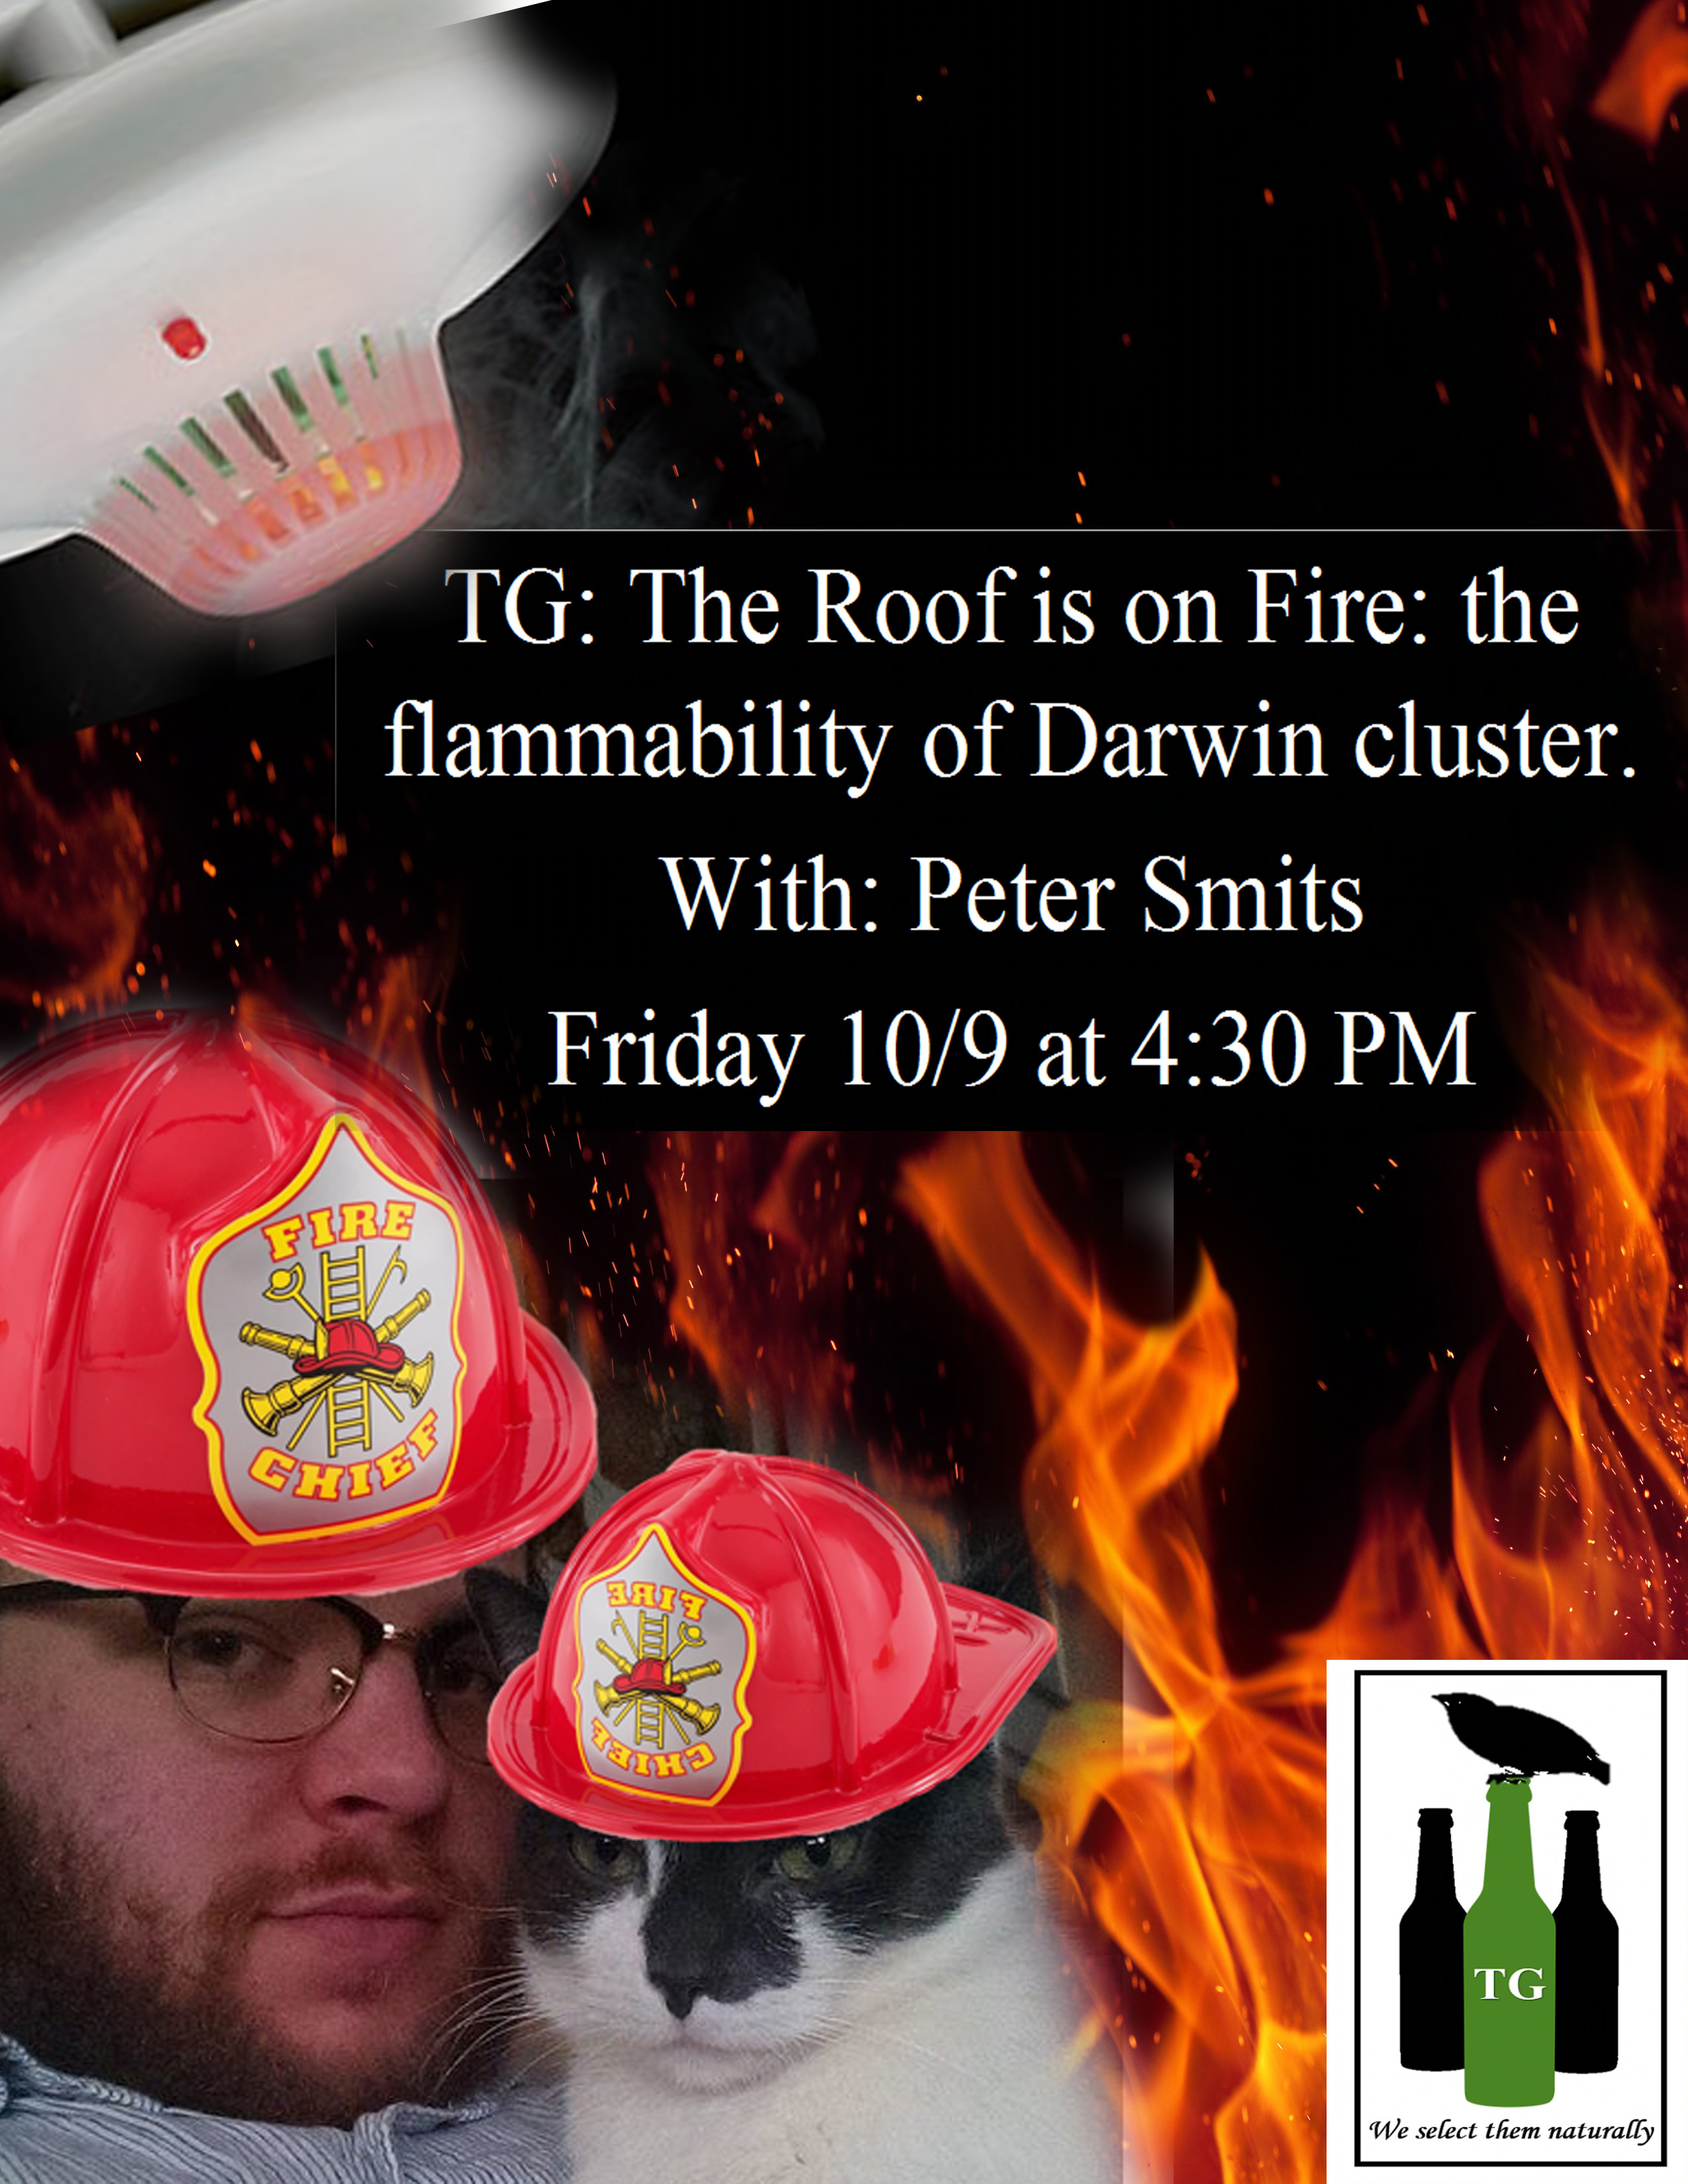 TG: The Roof is on Fire: the
flammability of Darwin cluster.
With: Peter Smits
Friday 10/9 at 4:30 PM
FIRE
CHIEF
FIRE
CHIEF
TG
We select them naturally